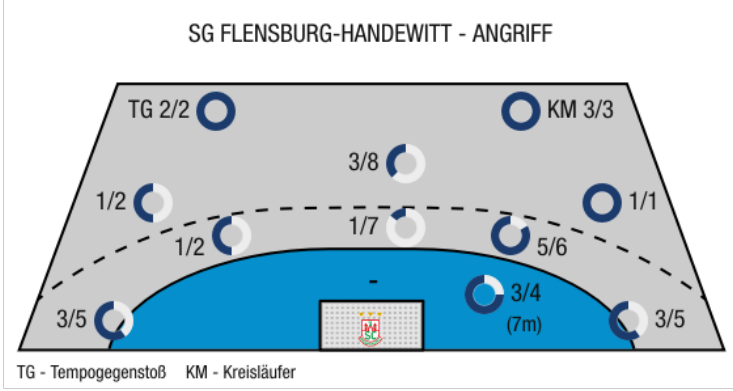 SG FLENSBURG-HANDEWITT - ANGRIFF
TG 2/2
KM 3/3
3/8
1/2
1/1
1/2
1/7
5/6
-
3/4
(7m)
3/5
3/5
TG - Tempogegenstoß KM - Kreisläufer